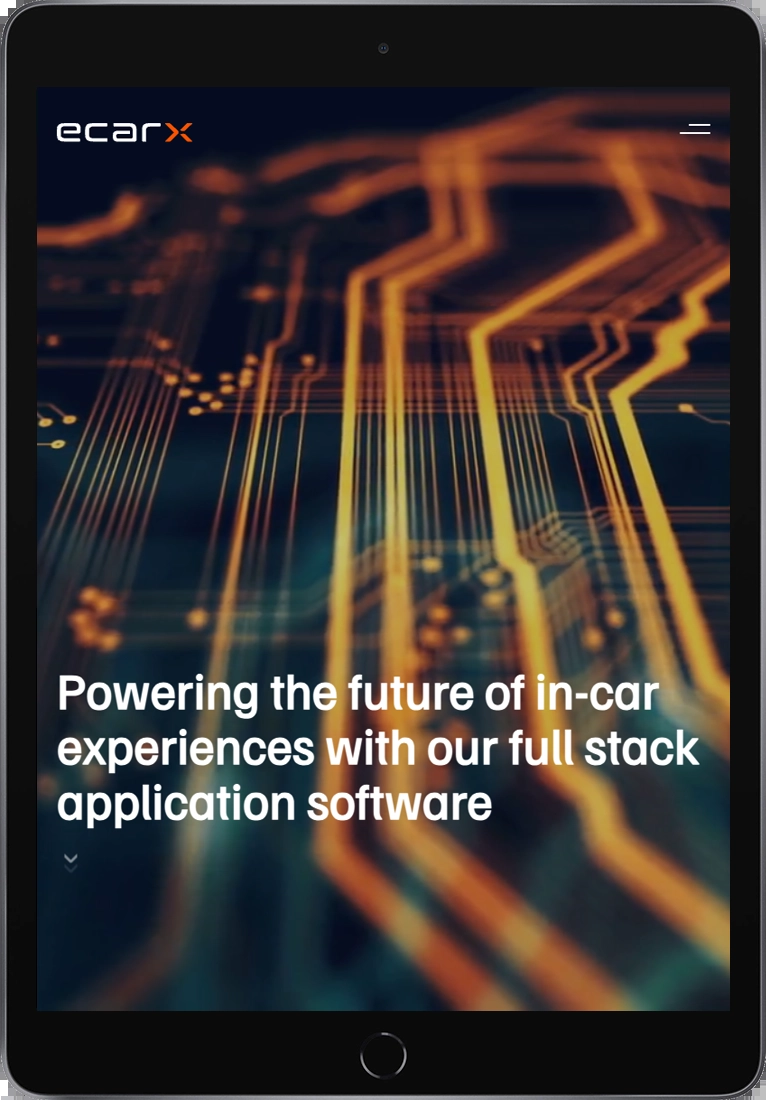 ecarx
Powering the future of in-car
experiences with our full stack
application software